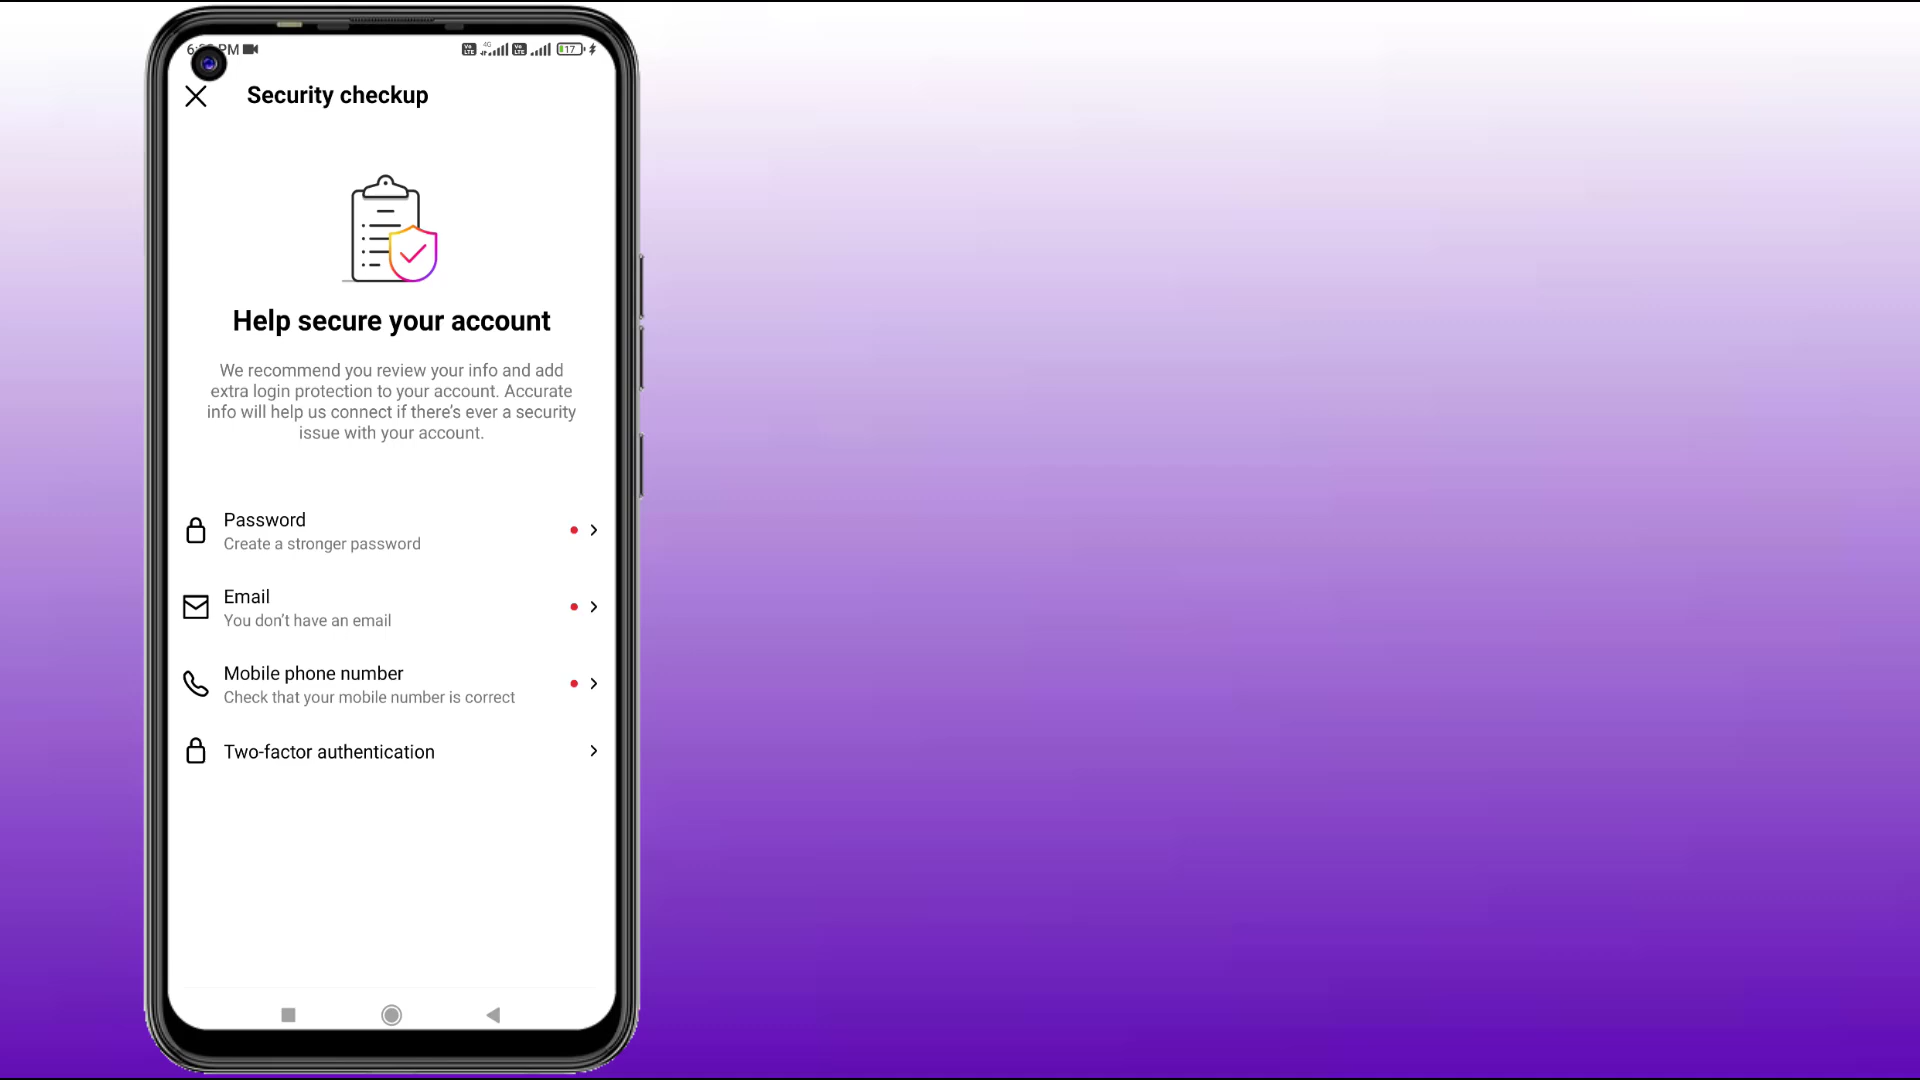 PM
17
Security checkup
Help secure your account
We recommend you review your info and add
extra login protection to your account. Accurate
info will help us connect if there's ever a security
issue with your account.
Password
Create a stronger password
Email
You don't have an email
Mobile phone number
Check that your mobile number is correct
Two-factor authentication